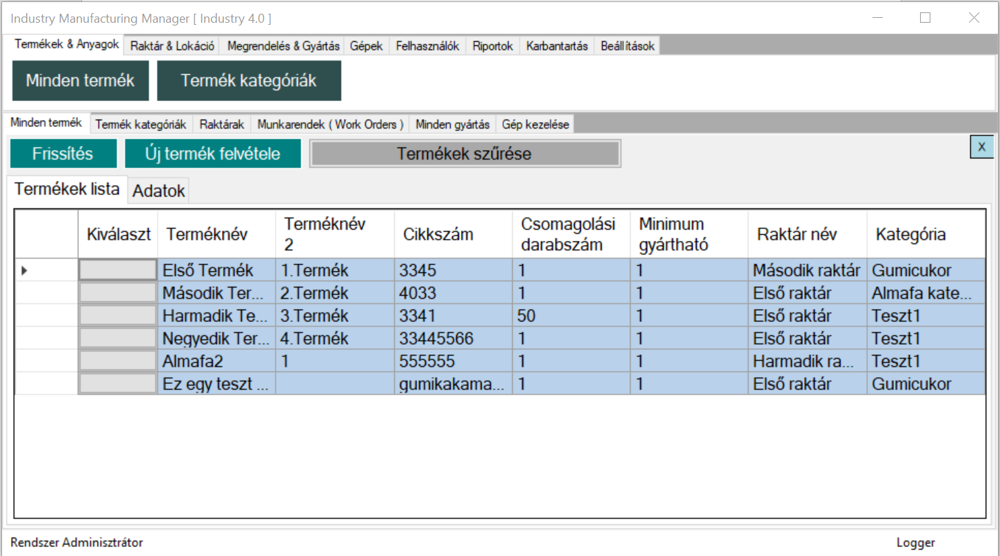 Industry Manufacturing Manager [ Industry 4.0 ]
Termékek & Anyagok Raktár & Lokáció Megrendelés & Gyártás Gépek Felhasználók Riportok Karbantartás Beállítások
Minden termék Termék kategóriák
Minden termék Termék kategóriák Raktárak Munkarendek ( Work Orders ) Minden gyártás Gép kezelése
Frissítés Új termék felvétele Termékek szűrése X
Termékek lista Adatok
Kiválaszt Terméknév Terméknév 2 Cikkszám Csomagolási darabszám Minimum gyártható Raktár név Kategória
Első Termék 1.Termék 3345 1 1 Második raktár Gumicukor
Második Ter... 2.Termék 4033 1 1 Első raktár Almafa kate...
Harmadik Te... 3.Termék 3341 50 1 Első raktár Teszt1
Negyedik Ter... 4.Termék 33445566 1 1 Első raktár Teszt1
Almafa2 1 555555 1 1 Harmadik ra... Teszt1
Ez egy teszt ... gumikakama... 1 1 Első raktár Gumicukor
Rendszer Adminisztrátor Logger